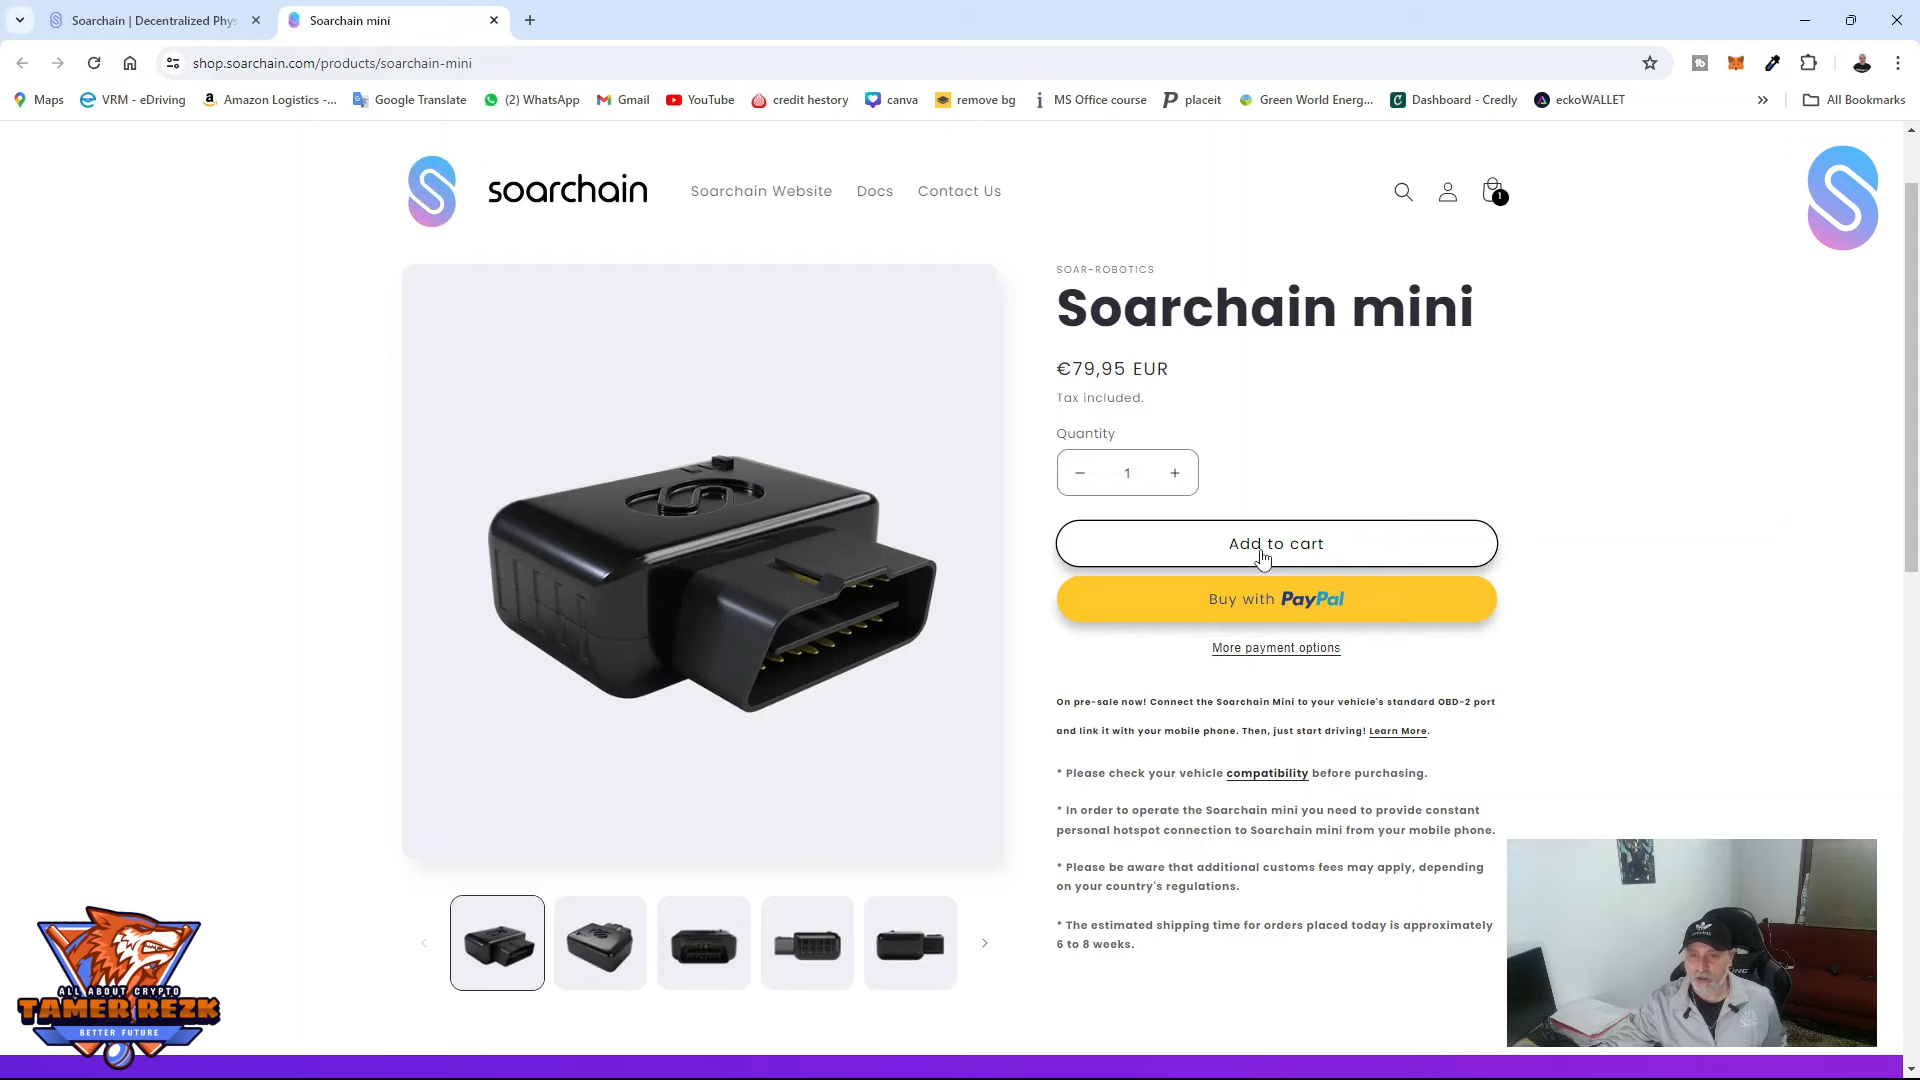 Soarchain | Decentralized Phys
Soarchain mini
shop.soarchain.com/products/soarchain-mini
Maps
VRM - eDriving
Amazon Logistics -...
Google Translate
(2) WhatsApp
Gmail
YouTube
credit hestory
canva
remove bg
MS Office course
placeit
Green World Energ...
Dashboard - Credly
eckoWALLET
All Bookmarks
soarchain
Soarchain Website
Docs
Contact Us
1
SOAR-ROBOTICS
Soarchain mini
€79,95 EUR
Tax included.
Quantity
− 1 +
Add to cart
Buy with PayPal
More payment options
On pre-sale now! Connect the Soarchain Mini to your vehicle's standard OBD-2 port
and link it with your mobile phone. Then, just start driving! Learn More.
* Please check your vehicle compatibility before purchasing.
* In order to operate the Soarchain mini you need to provide constant
personal hotspot connection to Soarchain mini from your mobile phone.
* Please be aware that additional customs fees may apply, depending
on your country's regulations.
* The estimated shipping time for orders placed today is approximately
6 to 8 weeks.
ALL ABOUT CRYPTO
TAMER REZK
BETTER FUTURE